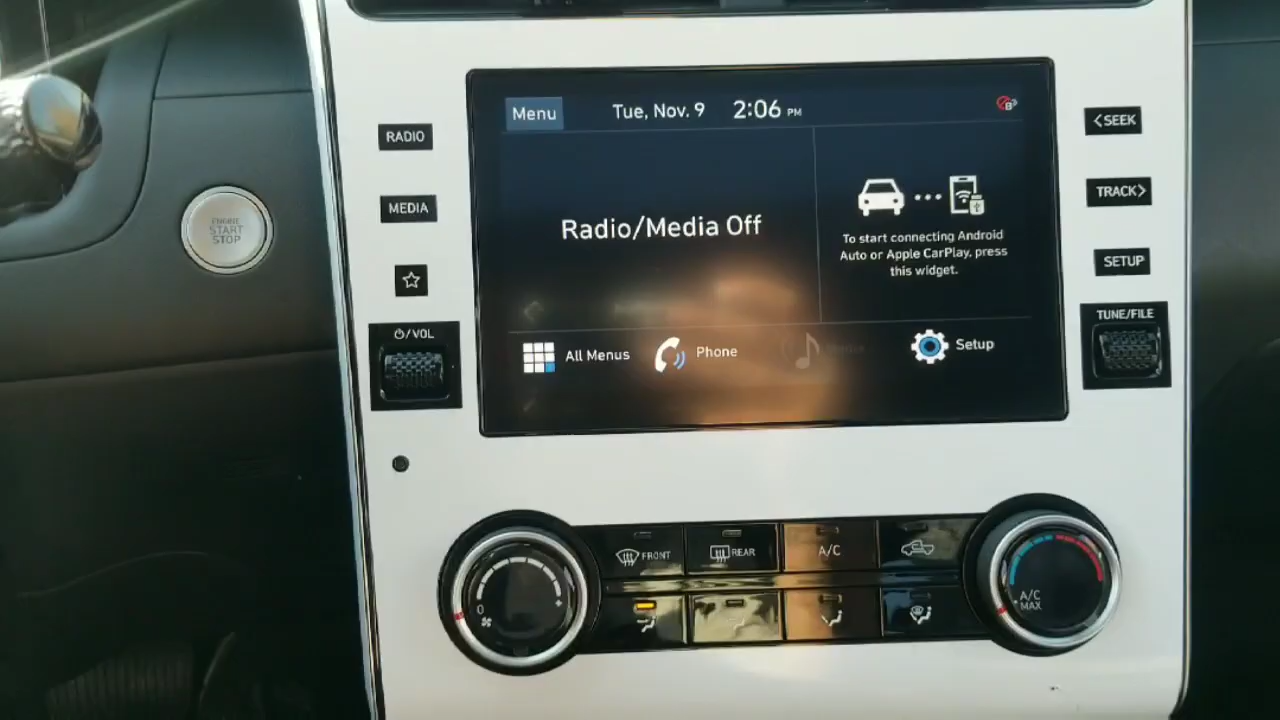 Menu
Tue, Nov. 9
2:06 PM
RADIO
MEDIA
ENGINE
START
STOP
Radio/Media Off
To start connecting Android
Auto or Apple CarPlay, press
this widget.
<SEEK
TRACK>
SETUP
TUNE/FILE
/VOL
All Menus
Phone
Setup
FRONT
REAR
A/C
0
A/C
MAX